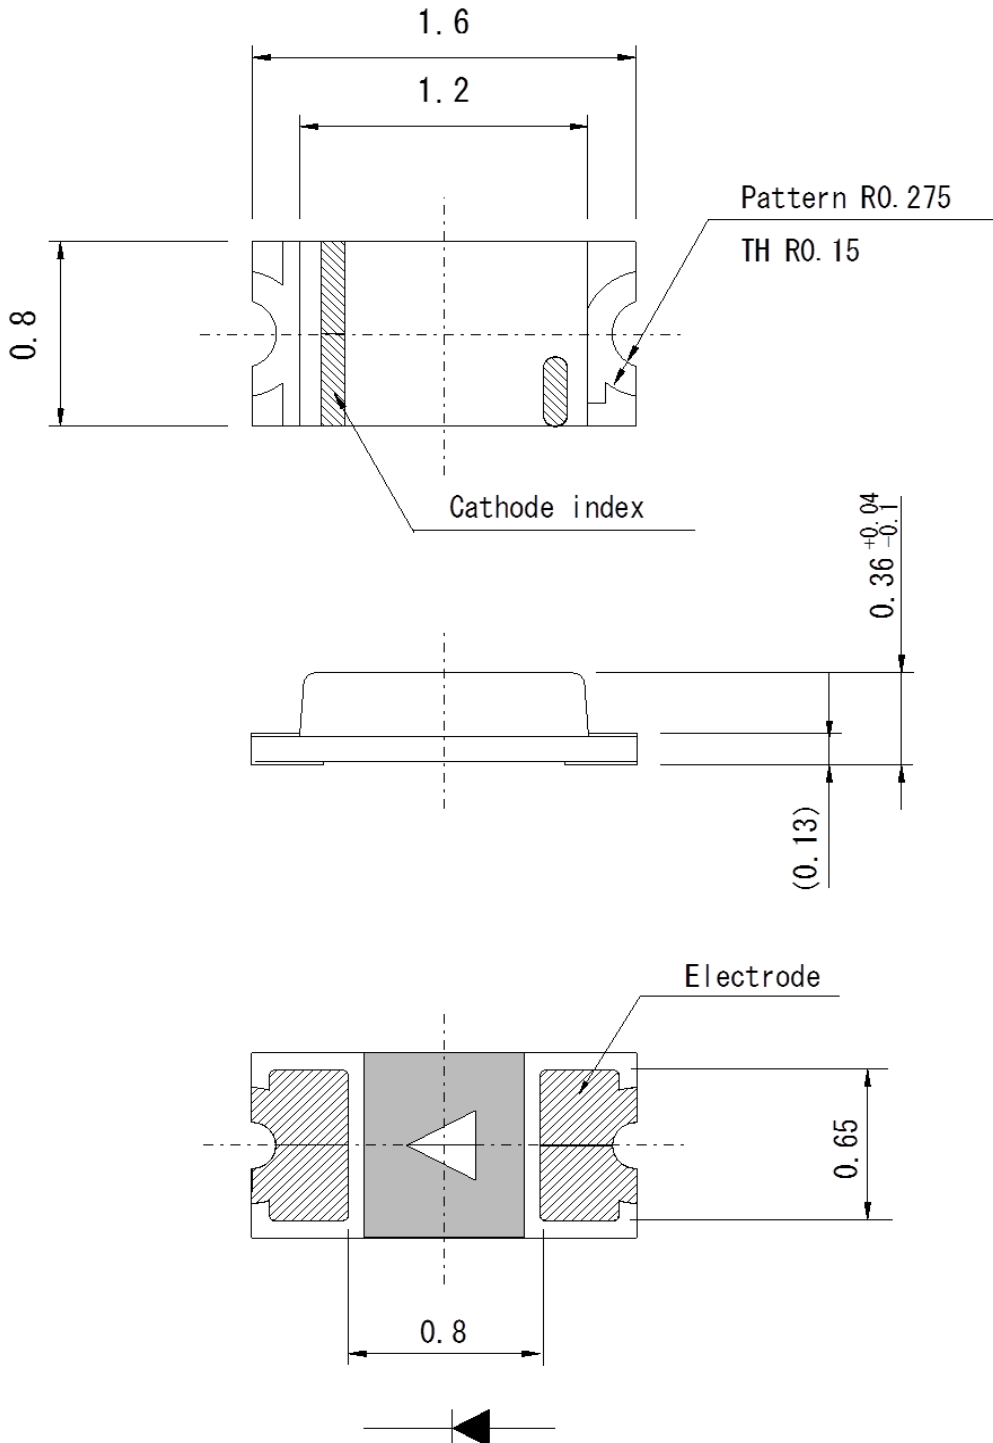 1.6
1.2
Pattern R0.275
TH R0.15
0.8
Cathode index
0.36 +0.04 -0.1
(0.13)
Electrode
0.65
0.8